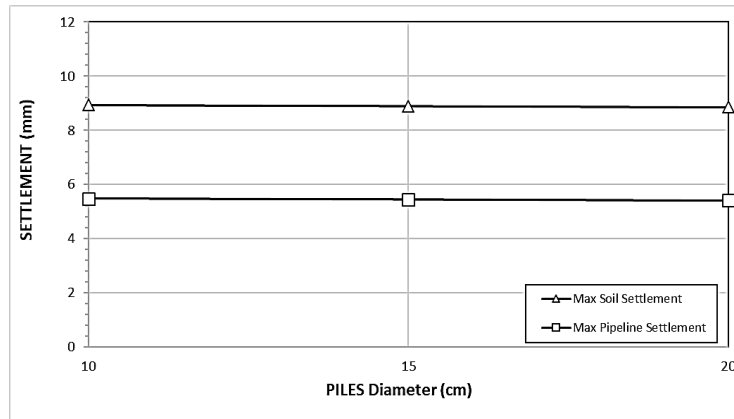 12
10
8
6
4
2
0
SETTLEMENT (mm)
Max Soil Settlement
Max Pipeline Settlement
10 15 20
PILES Diameter (cm)